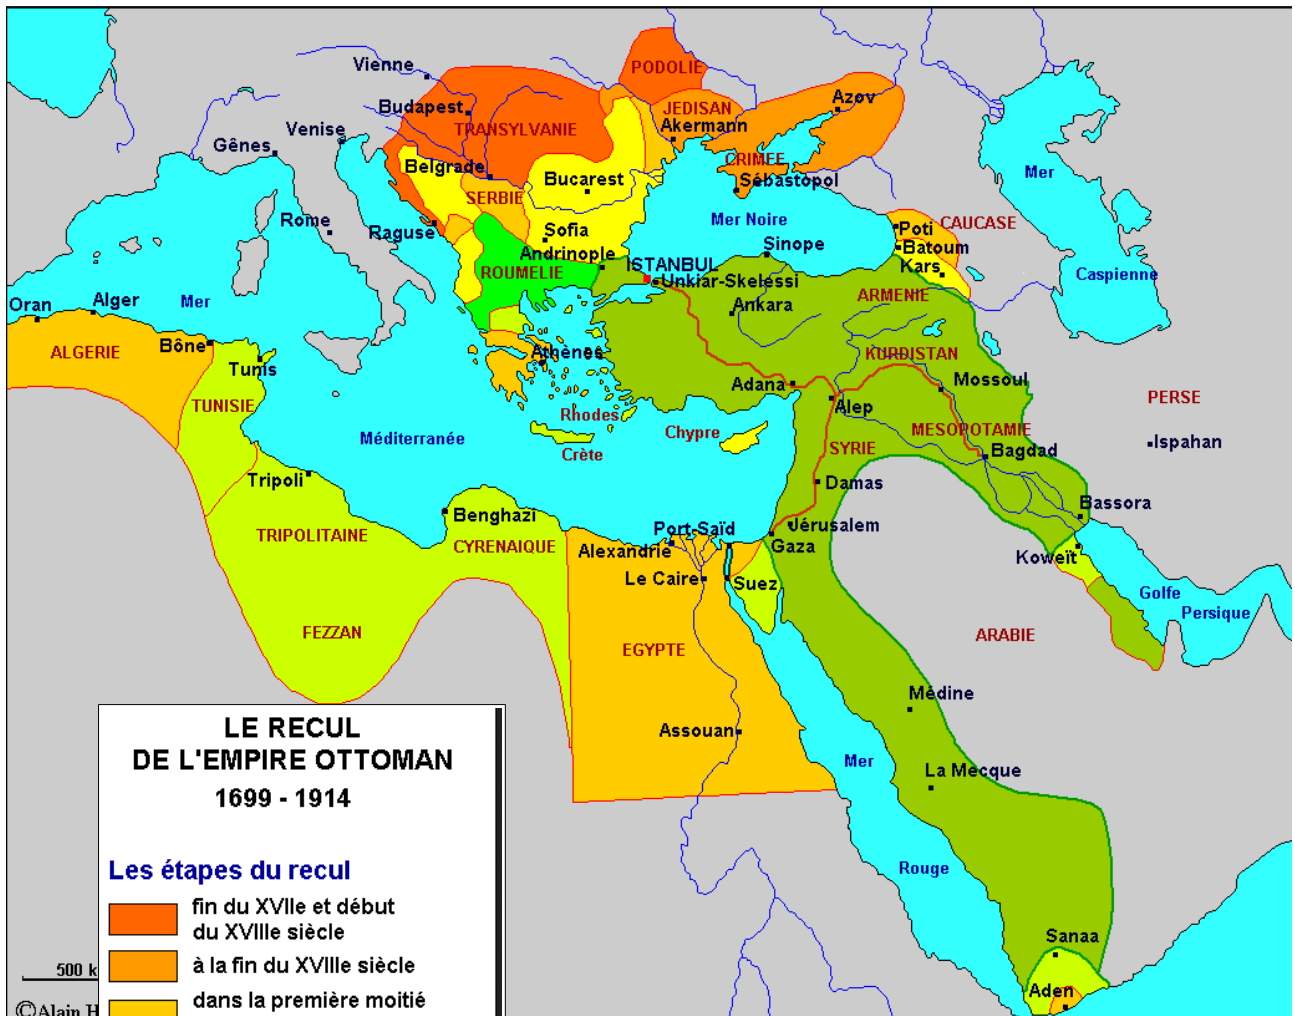 Vienne
PODOLIE
Budapest
TRANSYLVANIE
JEDISAN
Azov
Akermann
Venise
Gênes
CRIMEE
Mer
Belgrade
Bucarest
Sébastopol
SERBIE
Mer Noire
Rome
Raguse
Sofia
Sinope
Poti
CAUCASE
Andrinople
Batoum
ISTANBUL
Kars
ROUMELIE
Unkiar-Skelessi
Caspienne
Oran
Alger
Mer
Ankara
ARMENIE
ALGERIE
Bône
Athènes
KURDISTAN
Tunis
Adana
Mossoul
PERSE
TUNISIE
Rhodes
Alep
Méditerranée
Chypre
MESOPOTAMIE
Ispahan
Crète
SYRIE
Bagdad
Tripoli
Damas
Bassora
Benghazi
TRIPOLITAINE
CYRENAIQUE
Port-Saïd
Jérusalem
Alexandrie
Gaza
Koweït
Le Caire
Suez
Golfe
Persique
FEZZAN
EGYPTE
ARABIE
Médine
Assouan
Mer
La Mecque
Rouge
Sanaa
Aden
LE RECUL
DE L'EMPIRE OTTOMAN
1699 - 1914
Les étapes du recul
fin du XVIIe et début
du XVIIIe siècle
à la fin du XVIIIe siècle
dans la première moitié
500 k
©Alain H